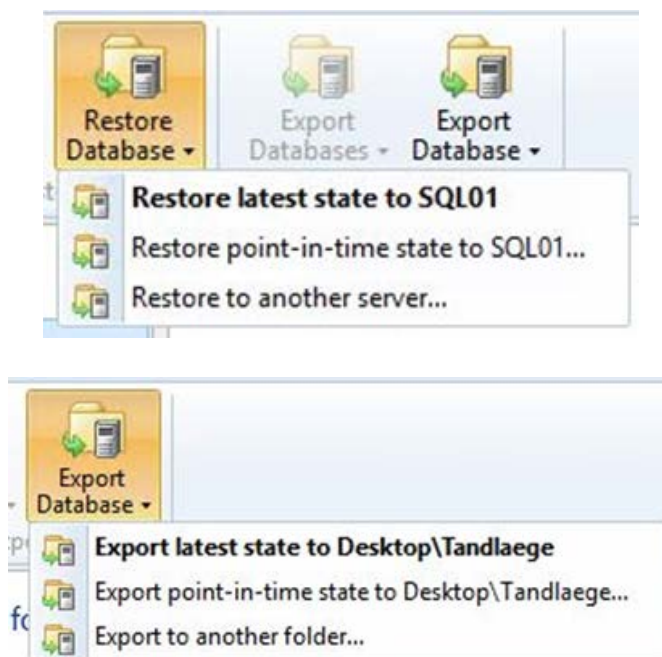 Restore
Database
Export
Databases
Export
Database
Restore latest state to SQL01
Restore point-in-time state to SQL01...
Restore to another server...
Export
Database
Export latest state to Desktop\Tandlaege
Export point-in-time state to Desktop\Tandlaege...
Export to another folder...